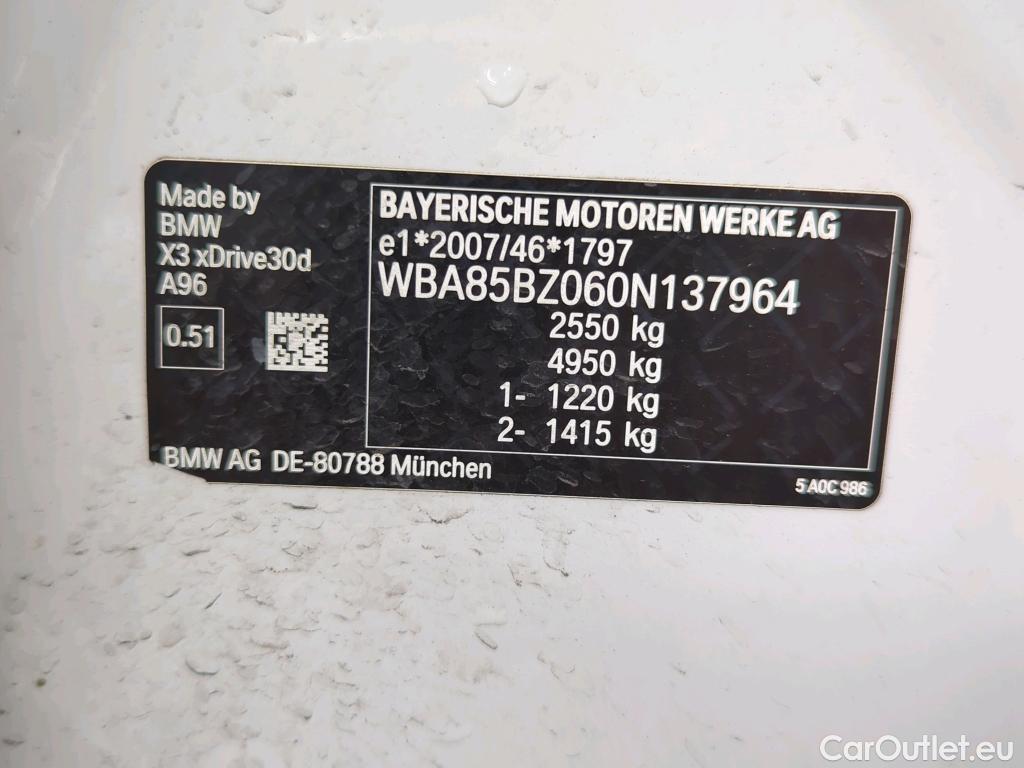 Made by
BMW
X3 xDrive30d
A96
0.51
BAYERISCHE MOTOREN WERKE AG
e1*2007/46*1797
WBA85BZ060N137964
2550 kg
4950 kg
1- 1220 kg
2- 1415 kg
BMW AG DE-80788 München
5 A0C 986
CarOutlet.eu